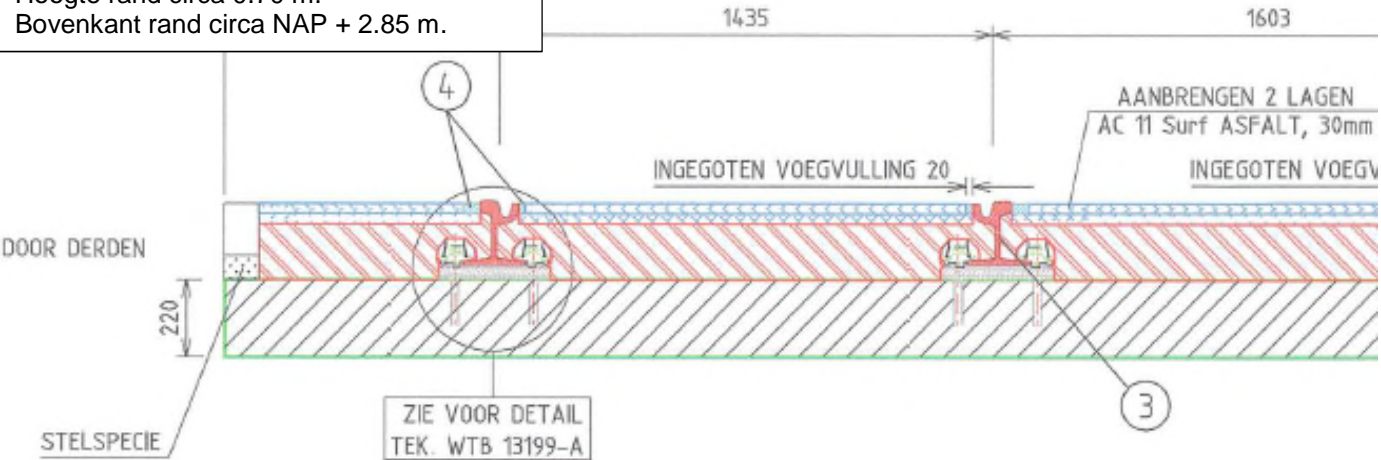 Bovenkant rand circa NAP + 2.85 m.
1435
1603
4
AANBRENGEN 2 LAGEN
AC 11 Surf ASFALT, 30mm
INGEGOTEN VOEGVULLING 20
INGEGOTEN
DOOR DERDEN
220
ZIE VOOR DETAIL
TEK. WTB 13199-A
3
STELSPECIE